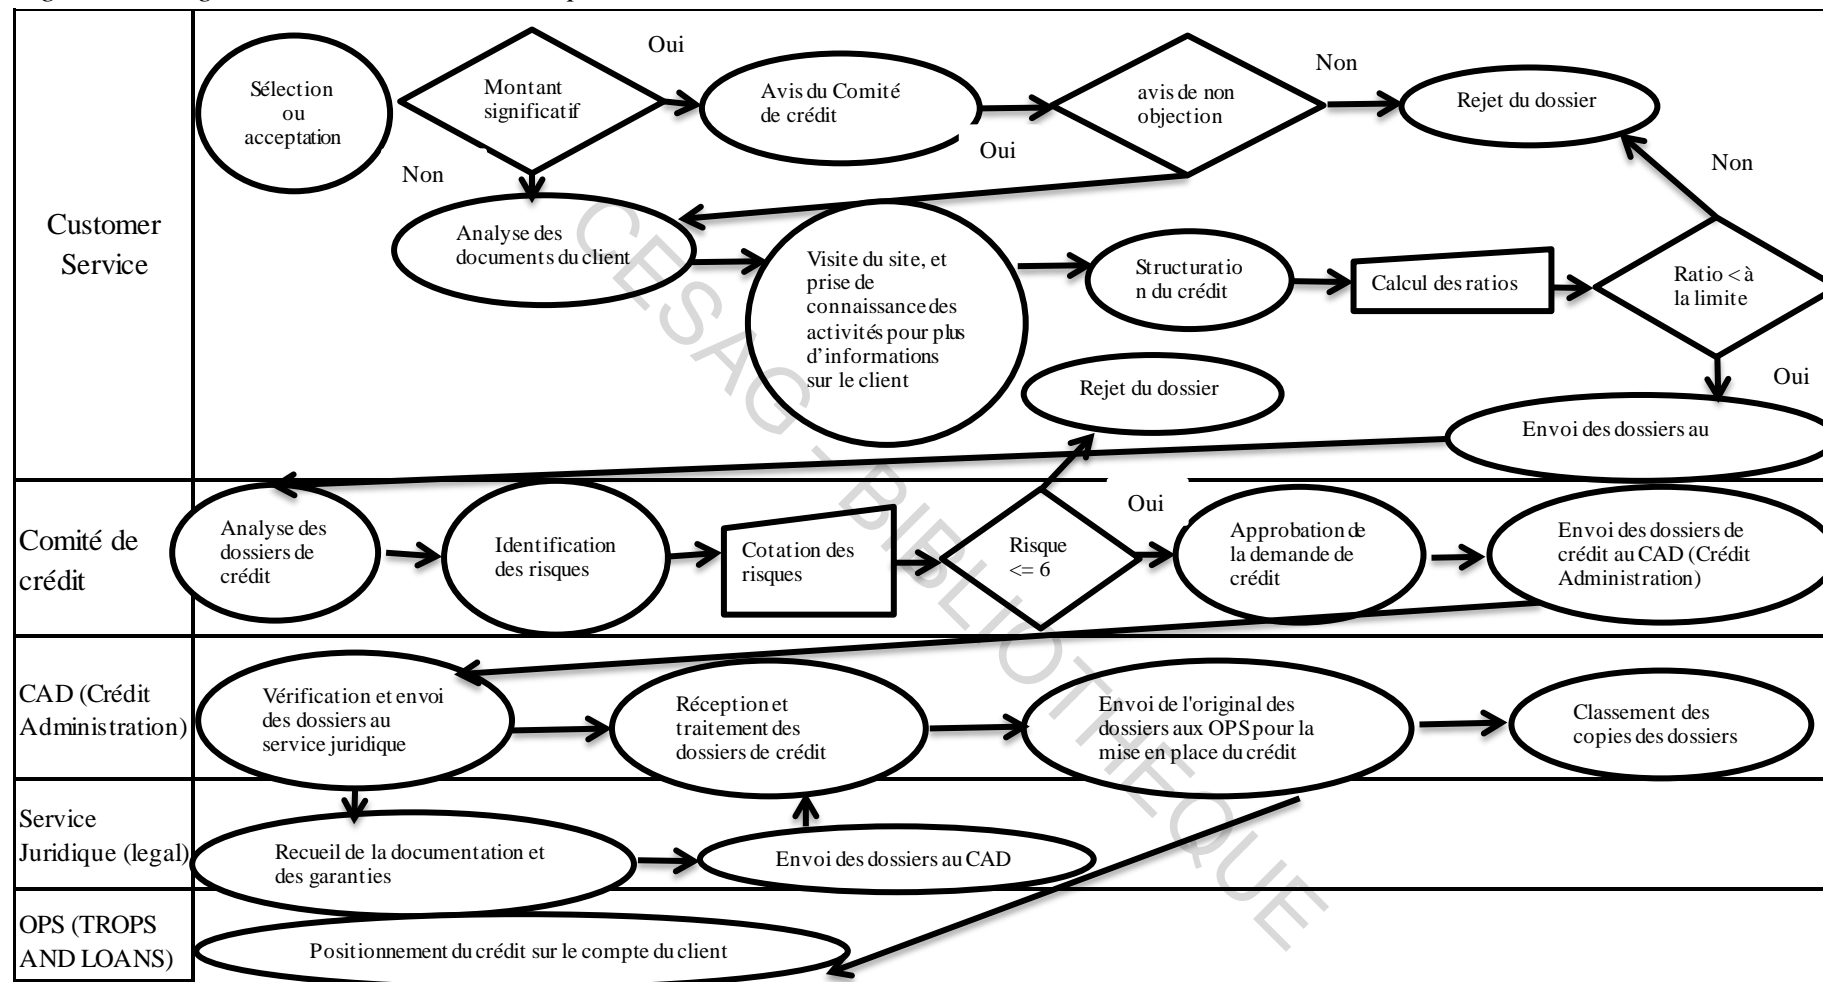 Oui
Non
Sélection
ou
acceptation
Montant
significatif
Avis du Comité
de crédit
avis de non
objection
Rejet du dossier
Non
Oui
Non
Customer
Service
Analyse des
documents du client
Visite du site, et
prise de
connaissance des
activités pour plus
d'informations
sur le client
Structuratio
n du crédit
Calcul des ratios
Ratio < à
la limite
Rejet du dossier
Oui
Envoi des dossiers au
Comité de
crédit
Analyse des
dossiers de
crédit
Identification
des risques
Cotation des
risques
Risque
<= 6
Oui
Approbation de
la demande de
crédit
Envoi des dossiers de
crédit au CAD (Crédit
Administration)
CAD (Crédit
Administration)
Vérification et envoi
des dossiers au
service juridique
Réception et
traitement des
dossiers de crédit
Envoi de l'original des
dossiers aux OPS pour la
mise en place du crédit
Classement des
copies des dossiers
Service
Juridique (legal)
Recueil de la documentation et
des garanties
Envoi des dossiers au CAD
OPS (TROPS
AND LOANS)
Positionnement du crédit sur le compte du client
CESAG - BIBLIOTHEQUE